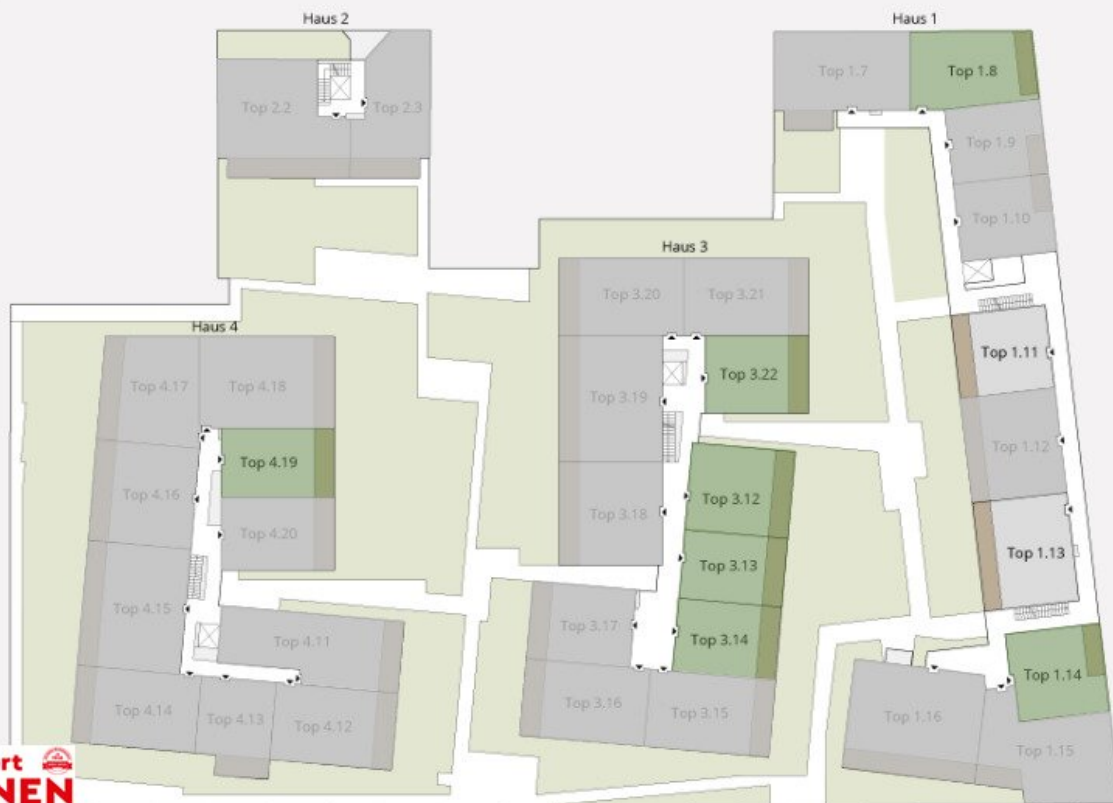 Haus 2
Top 2.2
Top 2.3
Haus 1
Top 1.7
Top 1.8
Top 1.9
Top 1.10
Top 1.11
Top 1.12
Top 1.13
Top 1.14
Top 1.15
Top 1.16
Haus 3
Top 3.20
Top 3.21
Top 3.19
Top 3.22
Top 3.18
Top 3.12
Top 3.13
Top 3.14
Top 3.17
Top 3.16
Top 3.15
Haus 4
Top 4.17
Top 4.18
Top 4.19
Top 4.16
Top 4.20
Top 4.15
Top 4.11
Top 4.14
Top 4.13
Top 4.12
rt
NEN